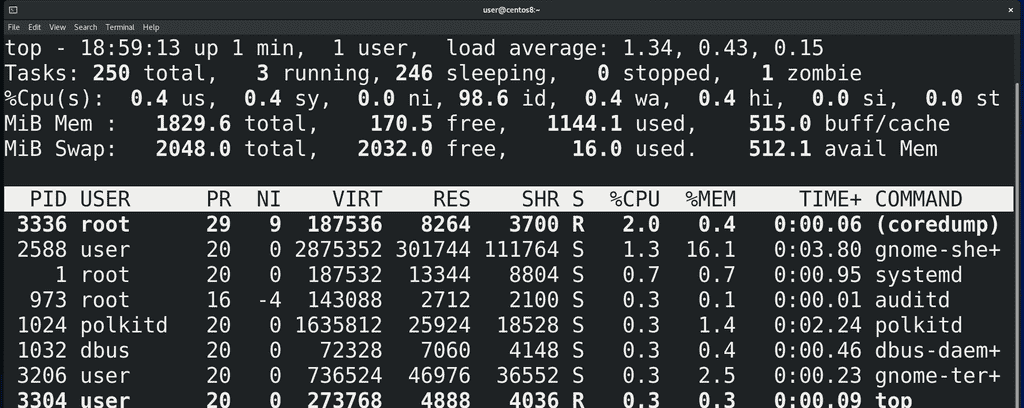 user@centos8:~
File Edit View Search Terminal Help
top - 18:59:13 up 1 min,  1 user,  load average: 1.34, 0.43, 0.15
Tasks: 250 total,   3 running, 246 sleeping,   0 stopped,   1 zombie
%Cpu(s):  0.4 us,  0.4 sy,  0.0 ni, 98.6 id,  0.4 wa,  0.4 hi,  0.0 si,  0.0 st
MiB Mem :   1829.6 total,    170.5 free,   1144.1 used,    515.0 buff/cache
MiB Swap:   2048.0 total,   2032.0 free,     16.0 used.    512.1 avail Mem
PID USER      PR  NI    VIRT    RES    SHR S  %CPU  %MEM     TIME+ COMMAND
3336 root      29   9  187536   8264   3700 R   2.0   0.4   0:00.06 (coredump)
2588 user      20   0 2875352 301744 111764 S   1.3  16.1   0:03.80 gnome-she+
1 root      20   0  187532  13344   8804 S   0.7   0.7   0:00.95 systemd
973 root      16  -4  143088   2712   2100 S   0.3   0.1   0:00.01 auditd
1024 polkitd   20   0 1635812  25924  18528 S   0.3   1.4   0:02.24 polkitd
1032 dbus      20   0   72328   7060   4148 S   0.3   0.4   0:00.46 dbus-daem+
3206 user      20   0  736524  46976  36552 S   0.3   2.5   0:00.23 gnome-ter+
3304 user      20   0  273768   4888   4036 R   0.3   0.3   0:00.09 top